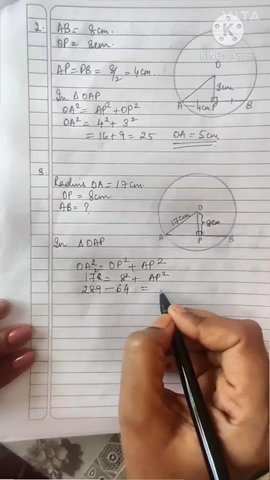 2. AB = 8cm.
OP = 8cm.
AP = PB = 8/2 = 4cm.
O
3cm
A 4cm P B
In Δ OAP
OA² = AP² + OP²
OA² = 4² + 3²
= 16 + 9 = 25 OA = 5cm
3.
Radius OA = 17cm
OP = 8cm
AB = ?
O
17cm
8cm
A P B
In Δ OAP
OA² = OP² + AP²
17² = 8² + AP²
289 - 64 =